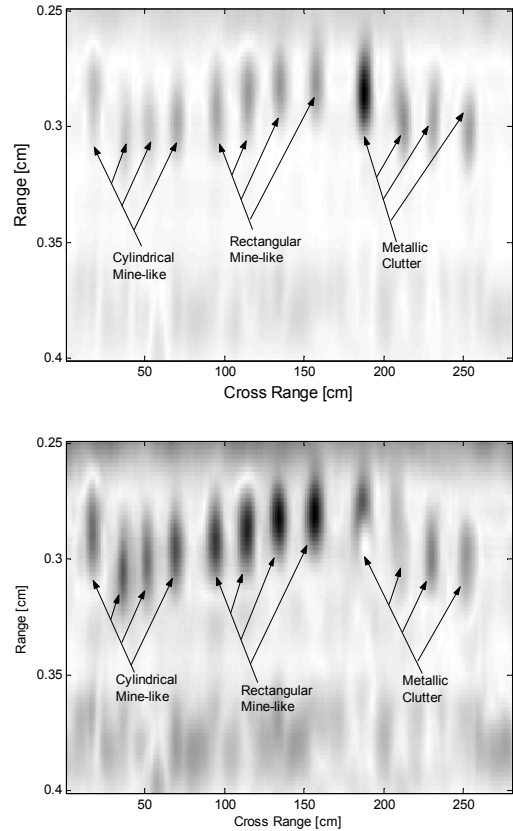 0.25
0.3
0.35
0.4
Range [cm]
Cylindrical
Mine-like
Rectangular
Mine-like
Metallic
Clutter
50 100 150 200 250
Cross Range [cm]
0.25
0.3
0.35
0.4
Range [cm]
Cylindrical
Mine-like
Rectangular
Mine-like
Metallic
Clutter
50 100 150 200 250
Cross Range [cm]